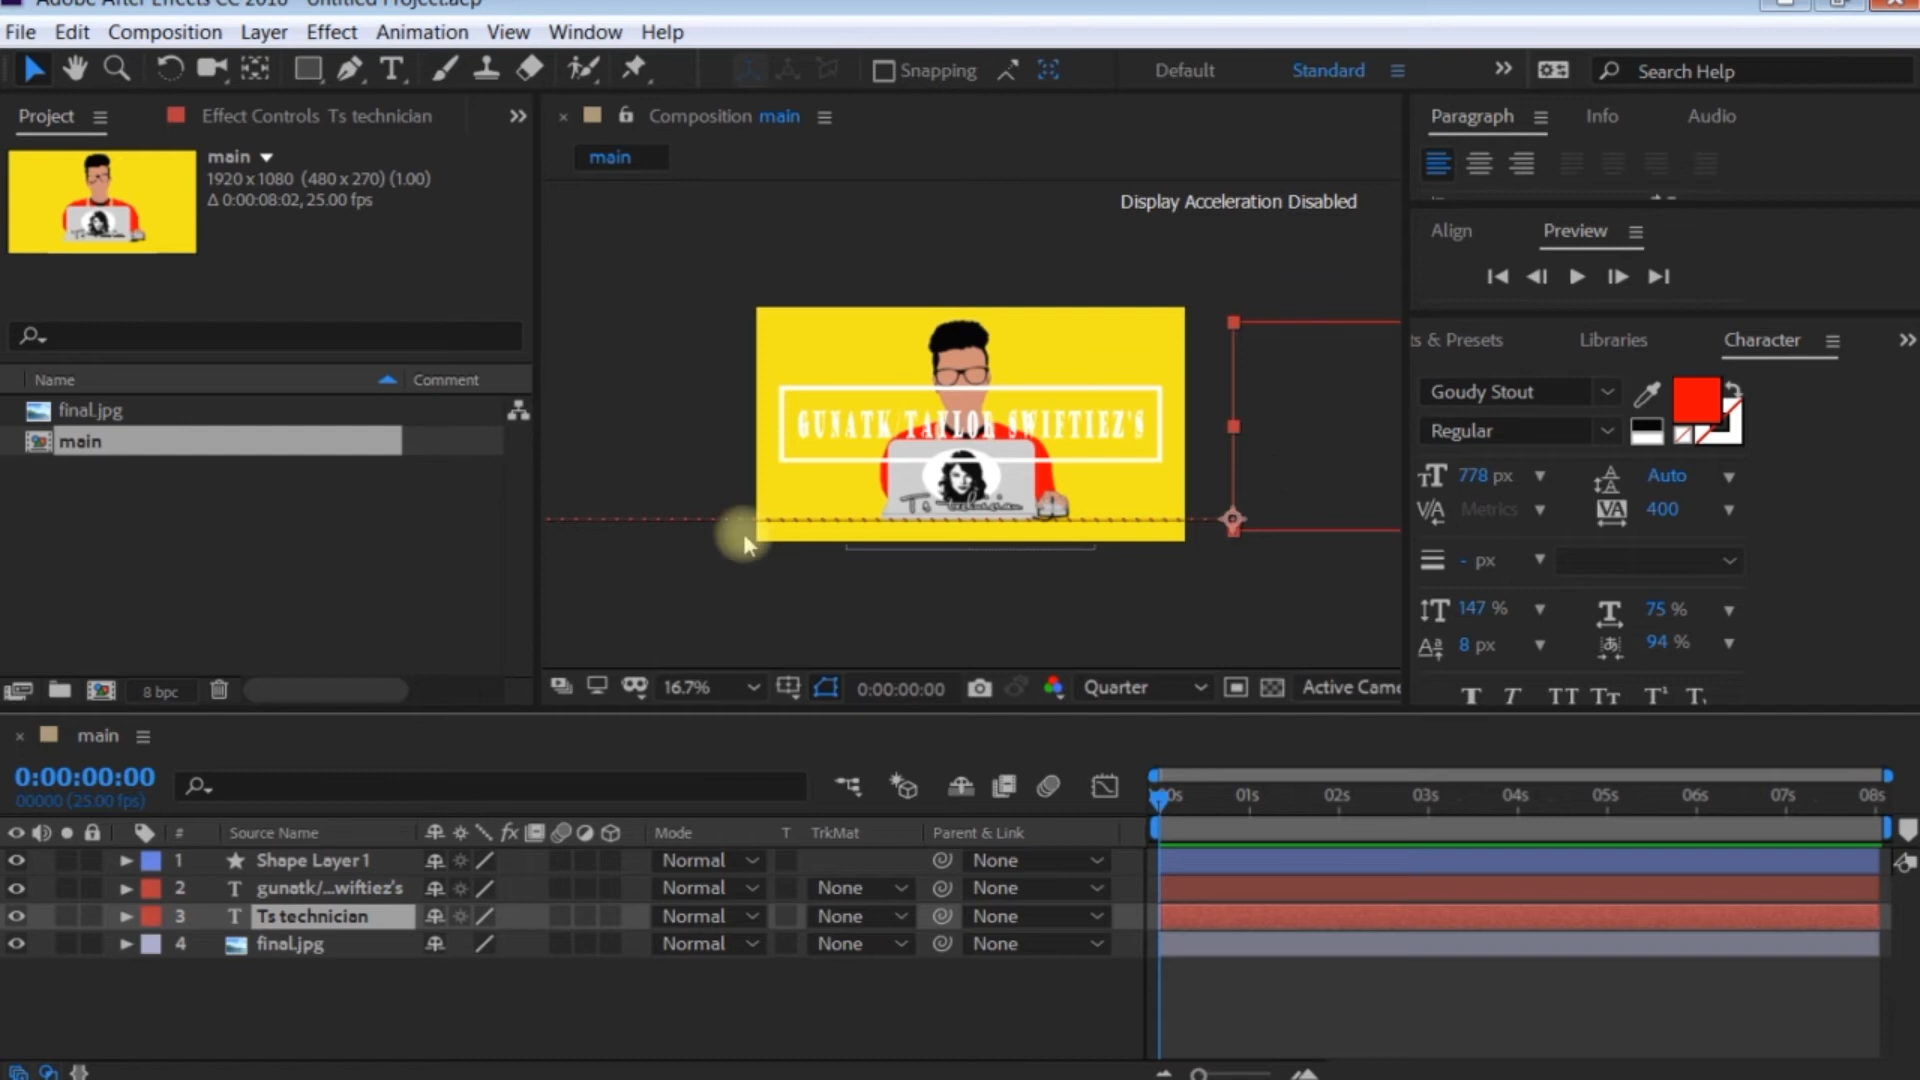 Adobe After Effects CC 2018 - Untitled Project.aep
File Edit Composition Layer Effect Animation View Window Help
Snapping Default Standard Search Help
Project Effect Controls Ts technician
main
1920 x 1080 (480 x 270) (1.00)
Δ 0:00:08:02, 25.00 fps
Name Comment
final.jpg
main
8 bpc
Composition main
main
Display Acceleration Disabled
GUNATK/TAYLOR SWIFTIEZ'S
Ts technician
16.7% 0:00:00:00 Quarter Active Came
Paragraph Info Audio
Align Preview
ts & Presets Libraries Character
Goudy Stout
Regular
778 px Auto
Metrics 400
- px
147 % 75 %
8 px 94 %
main
0:00:00:00
00000 (25.00 fps)
00s 01s 02s 03s 04s 05s 06s 07s 08s
# Source Name Mode T TrkMat Parent & Link
1 Shape Layer 1 Normal None
2 T gunatk/...wiftiez's Normal None None
3 T Ts technician Normal None None
4 final.jpg Normal None None